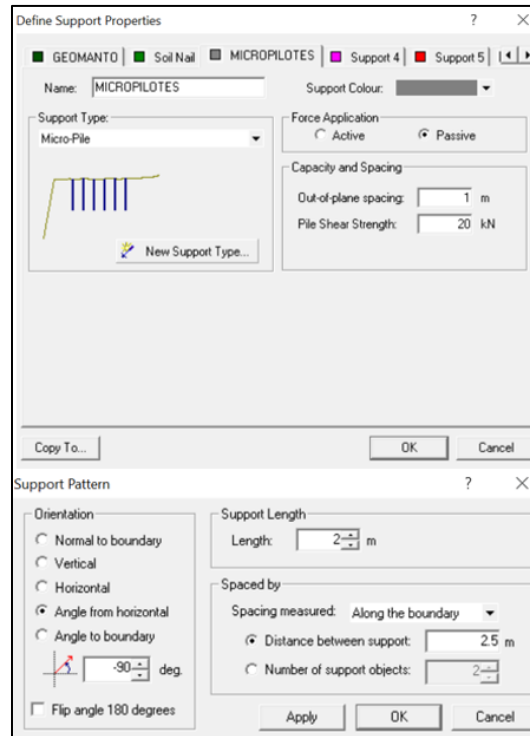 Define Support Properties ? X
GEOMANTO Soil Nail MICROPILOTES Support 4 Support 5
Name: MICROPILOTES Support Colour:
Support Type: Force Application
Micro-Pile Active Passive
Capacity and Spacing
Out-of-plane spacing: 1 m
Pile Shear Strength: 20 kN
New Support Type...
Copy To... OK Cancel
Support Pattern ? X
Orientation Support Length
Normal to boundary Length: 2 m
Vertical
Horizontal Spaced by
Angle from horizontal Spacing measured: Along the boundary
Angle to boundary Distance between support: 2.5 m
-90 deg. Number of support objects: 2
Flip angle 180 degrees Apply OK Cancel